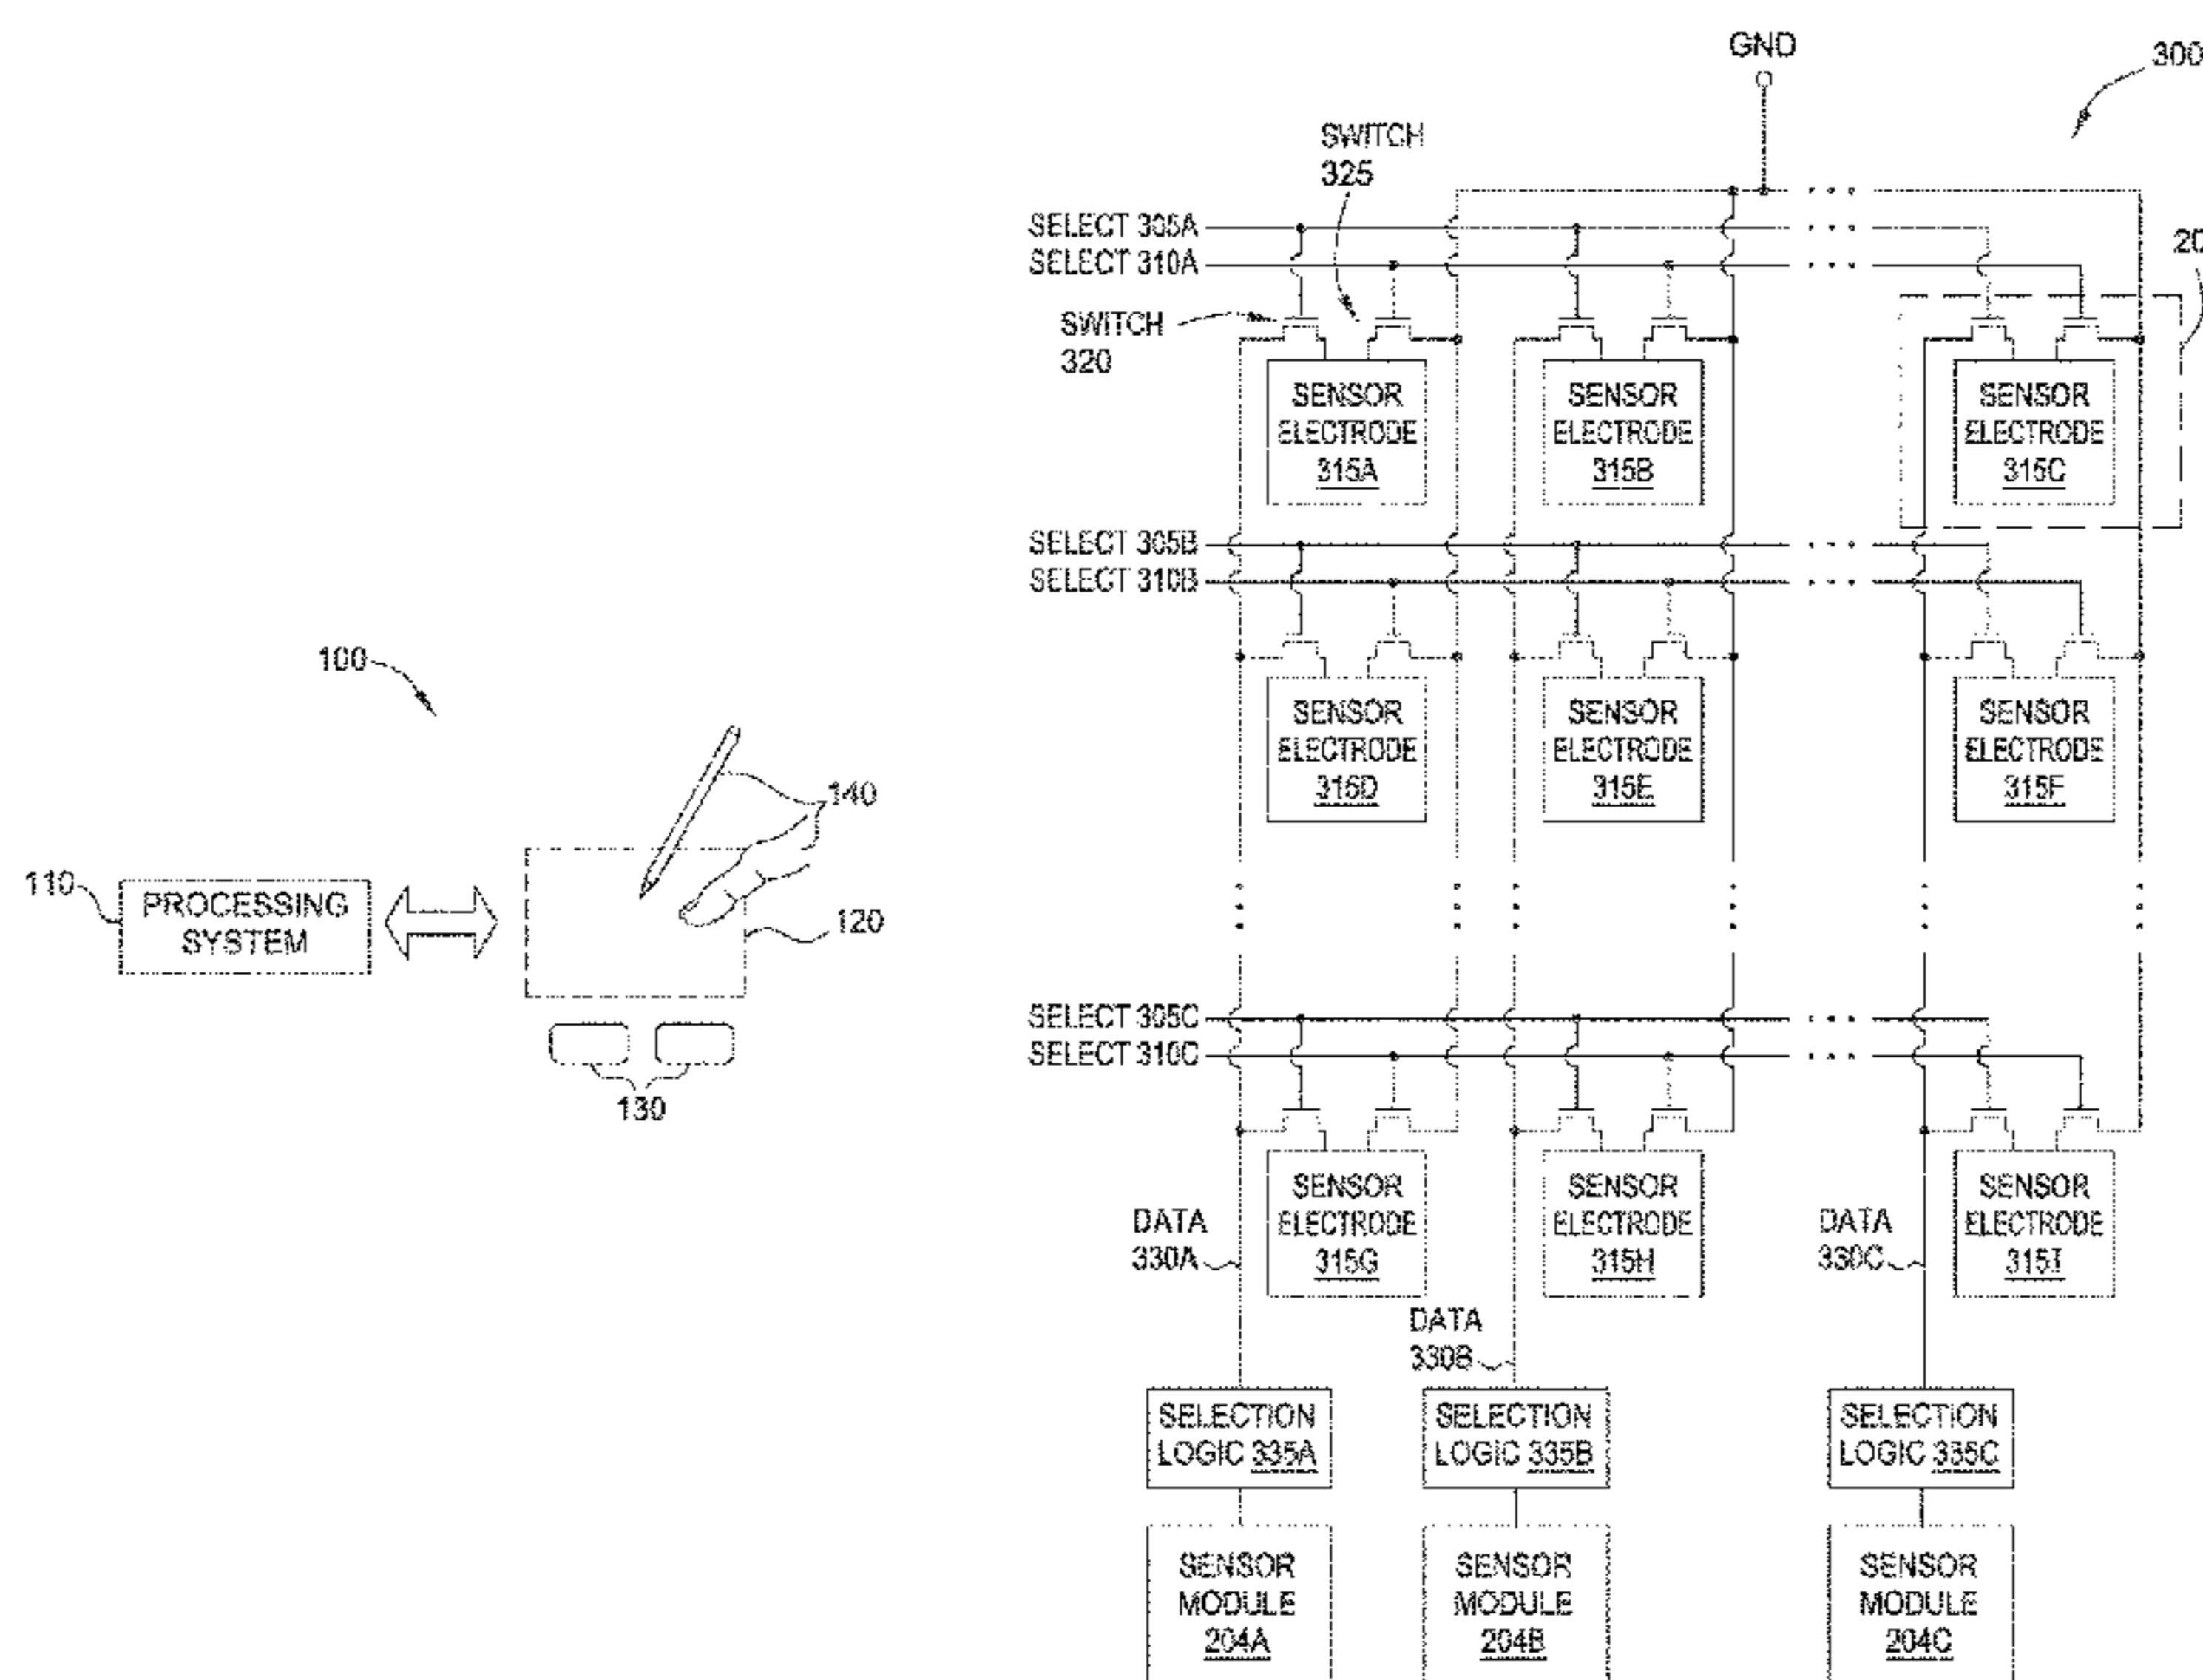 100
140
110
PROCESSING
SYSTEM
120
130
GND
300
SWITCH
325
SELECT 305A
SELECT 310A
SWITCH
320
SENSOR
ELECTRODE
315A
SENSOR
ELECTRODE
315B
SENSOR
ELECTRODE
315C
SELECT 305B
SELECT 310B
SENSOR
ELECTRODE
315D
SENSOR
ELECTRODE
315E
SENSOR
ELECTRODE
315F
SELECT 305C
SELECT 310C
SENSOR
ELECTRODE
315G
SENSOR
ELECTRODE
315H
SENSOR
ELECTRODE
315I
DATA
330A
DATA
330B
DATA
330C
SELECTION
LOGIC 335A
SELECTION
LOGIC 335B
SELECTION
LOGIC 335C
SENSOR
MODULE
204A
SENSOR
MODULE
204B
SENSOR
MODULE
204C